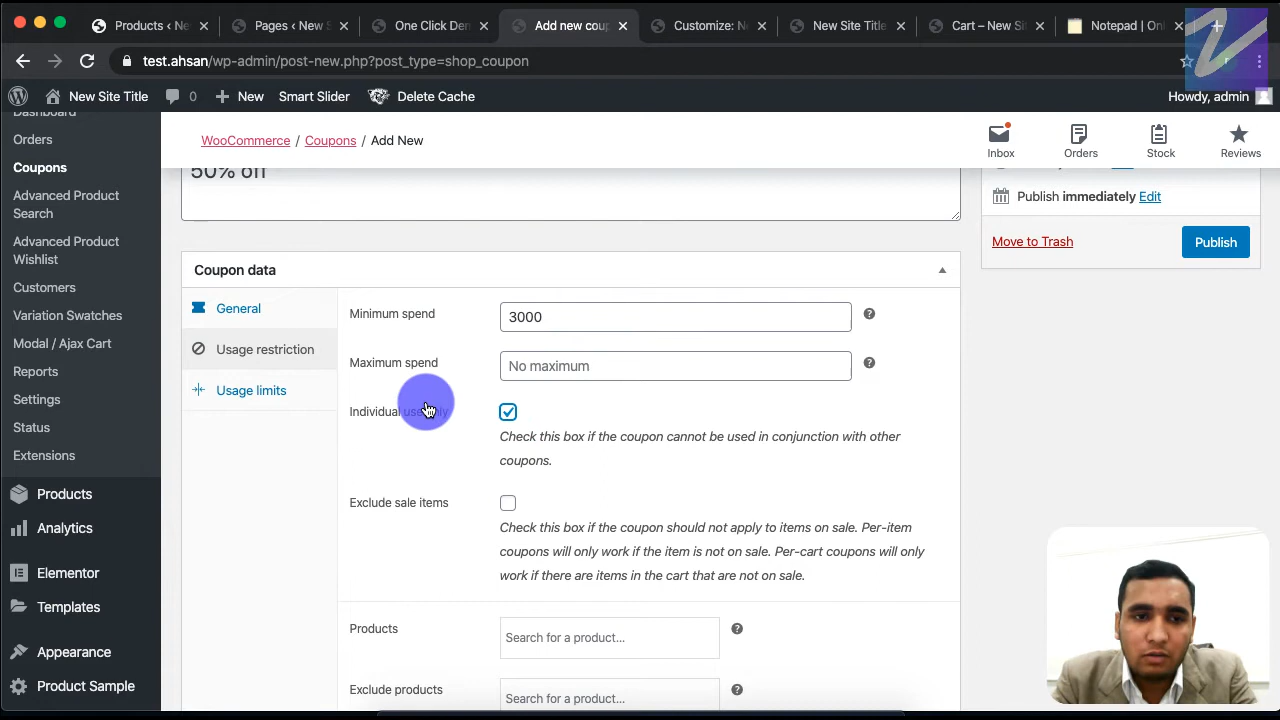 Products ‹ Ne
Pages ‹ New S
One Click Den
Add new coup
Customize: Ne
New Site Title
Cart – New Sit
Notepad | Onl
test.ahsan/wp-admin/post-new.php?post_type=shop_coupon
New Site Title
0
New
Smart Slider
Delete Cache
Howdy, admin
Dashboard
Orders
Coupons
Advanced Product
Search
Advanced Product
Wishlist
Customers
Variation Swatches
Modal / Ajax Cart
Reports
Settings
Status
Extensions
Products
Analytics
Elementor
Templates
Appearance
Product Sample
WooCommerce / Coupons / Add New
Inbox
Orders
Stock
Reviews
50% off
Publish immediately Edit
Move to Trash
Publish
Coupon data
General
Usage restriction
Usage limits
Minimum spend
3000
Maximum spend
No maximum
Individual use only
Check this box if the coupon cannot be used in conjunction with other
coupons.
Exclude sale items
Check this box if the coupon should not apply to items on sale. Per-item
coupons will only work if the item is not on sale. Per-cart coupons will only
work if there are items in the cart that are not on sale.
Products
Search for a product...
Exclude products
Search for a product...